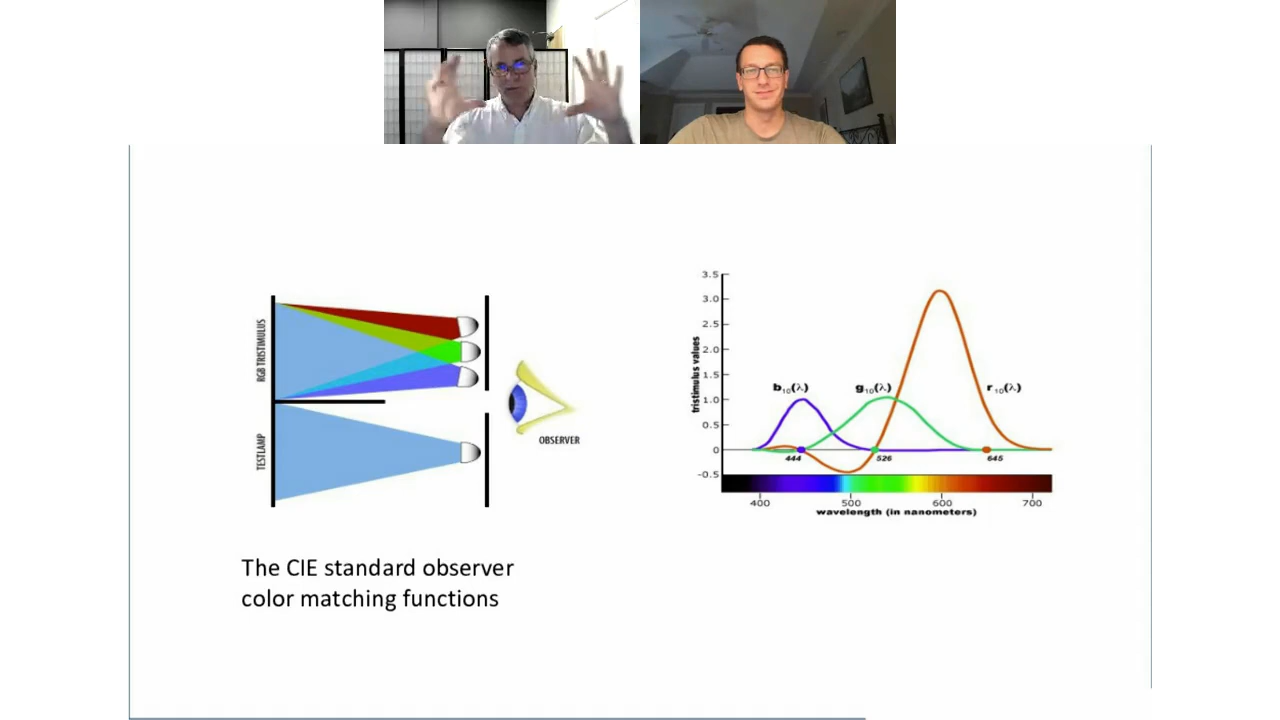 RGB TRISTIMULUS
TESTLAMP
OBSERVER
The CIE standard observer
color matching functions
tristimulus values
3.5
3.0
2.5
2.0
1.5
1.0
0.5
0
-0.5
b₁₀(λ)
g₁₀(λ)
r₁₀(λ)
444
526
645
400
500
600
700
wavelength (in nanometers)